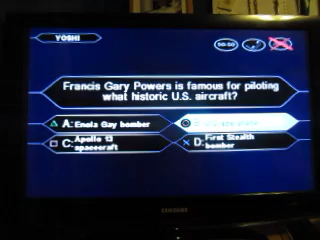 YOSHI
50:50
Francis Gary Powers is famous for piloting
what historic U.S. aircraft?
A: Enola Gay bomber
C: Apollo 13
spacecraft
D: First Stealth
bomber
SAMSUNG